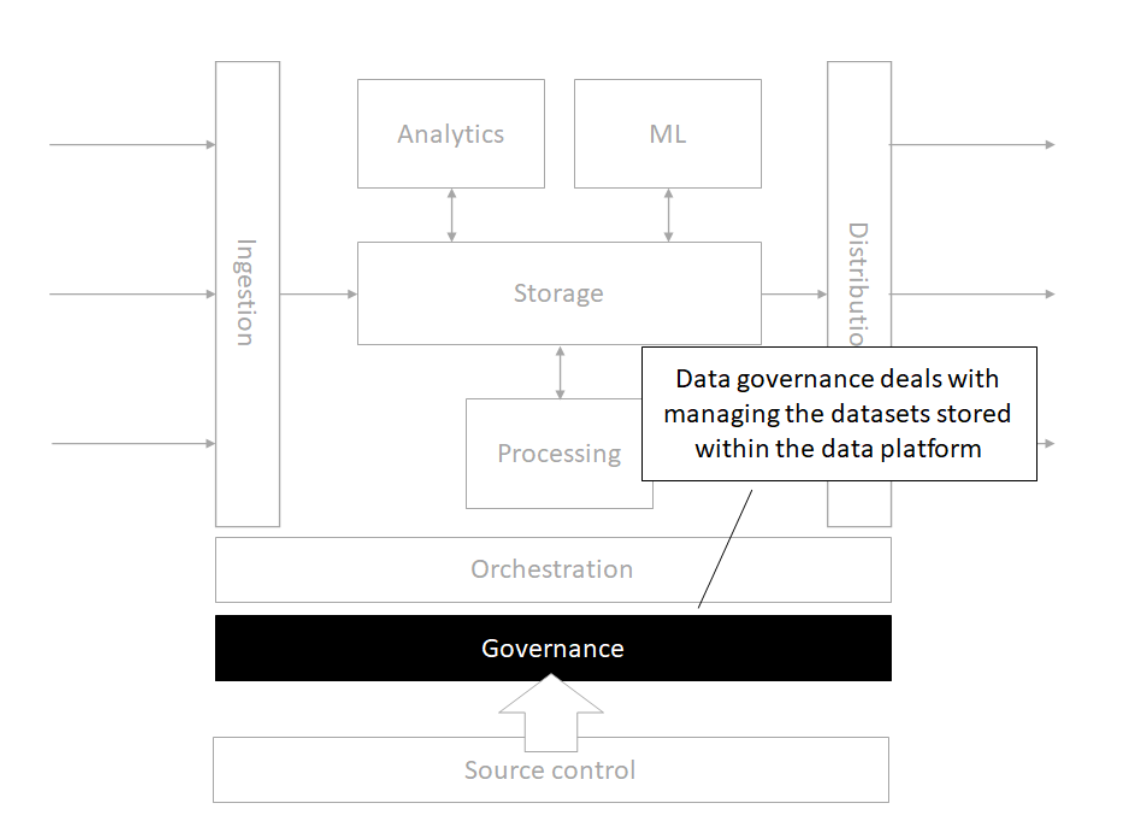 Analytics
ML
Ingestion
Storage
Distributio
Data governance deals with
managing the datasets stored
within the data platform
Processing
Orchestration
Governance
Source control